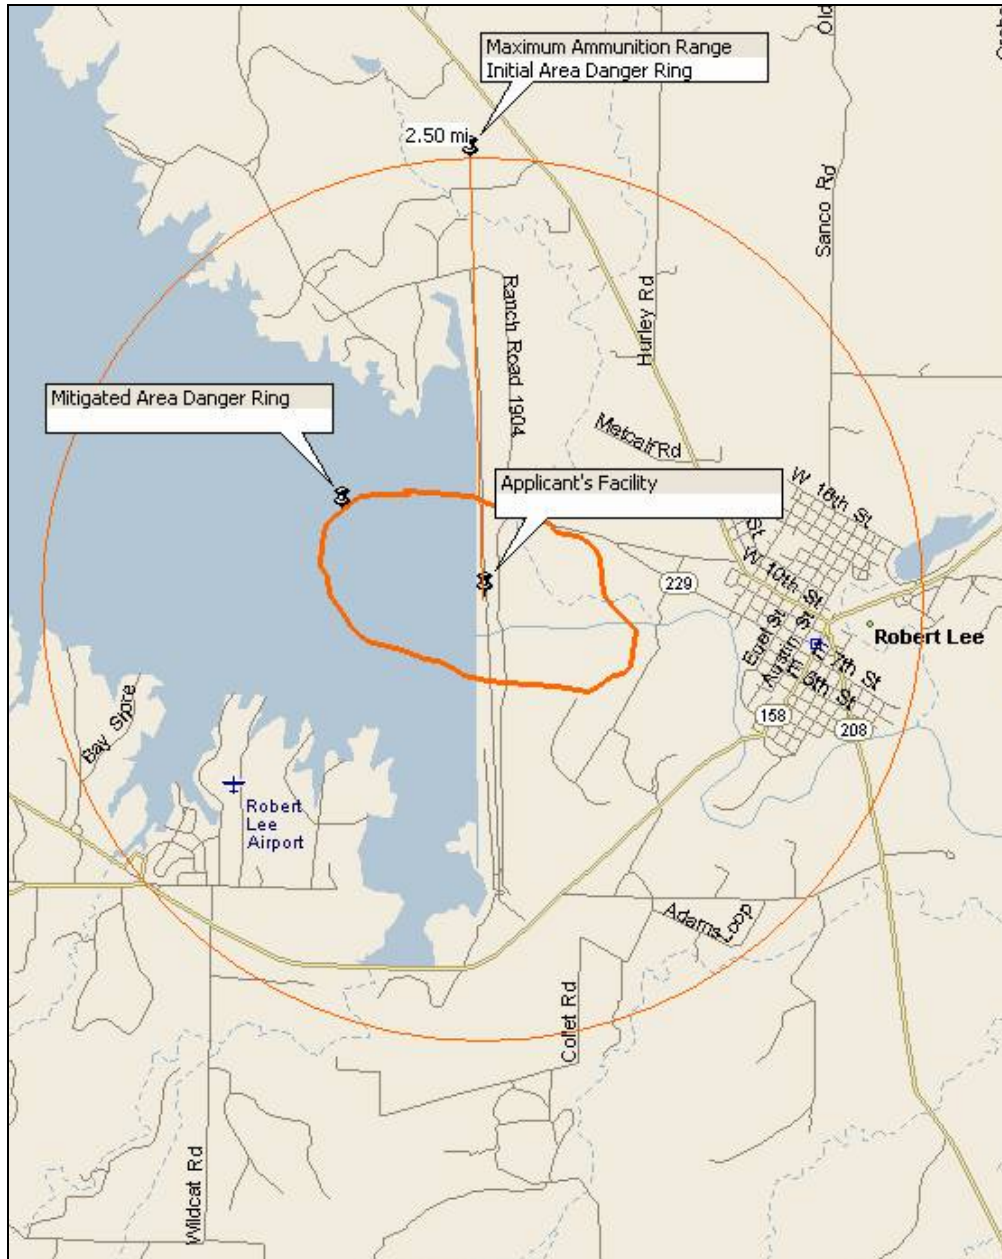 Old
Maximum Ammunition Range
Initial Area Danger Ring
2.50 mi
Sanco Rd
Ranch Road 1904
Hurley Rd
Mitigated Area Danger Ring
Metcalf Rd
Applicant's Facility
W 18th St
St
W 10th St
229
Robert Lee
Austin St
E 7th St
E 5th St
158
208
Bay Shore
Robert
Lee
Airport
Adams Loop
Collet Rd
Wildcat Rd